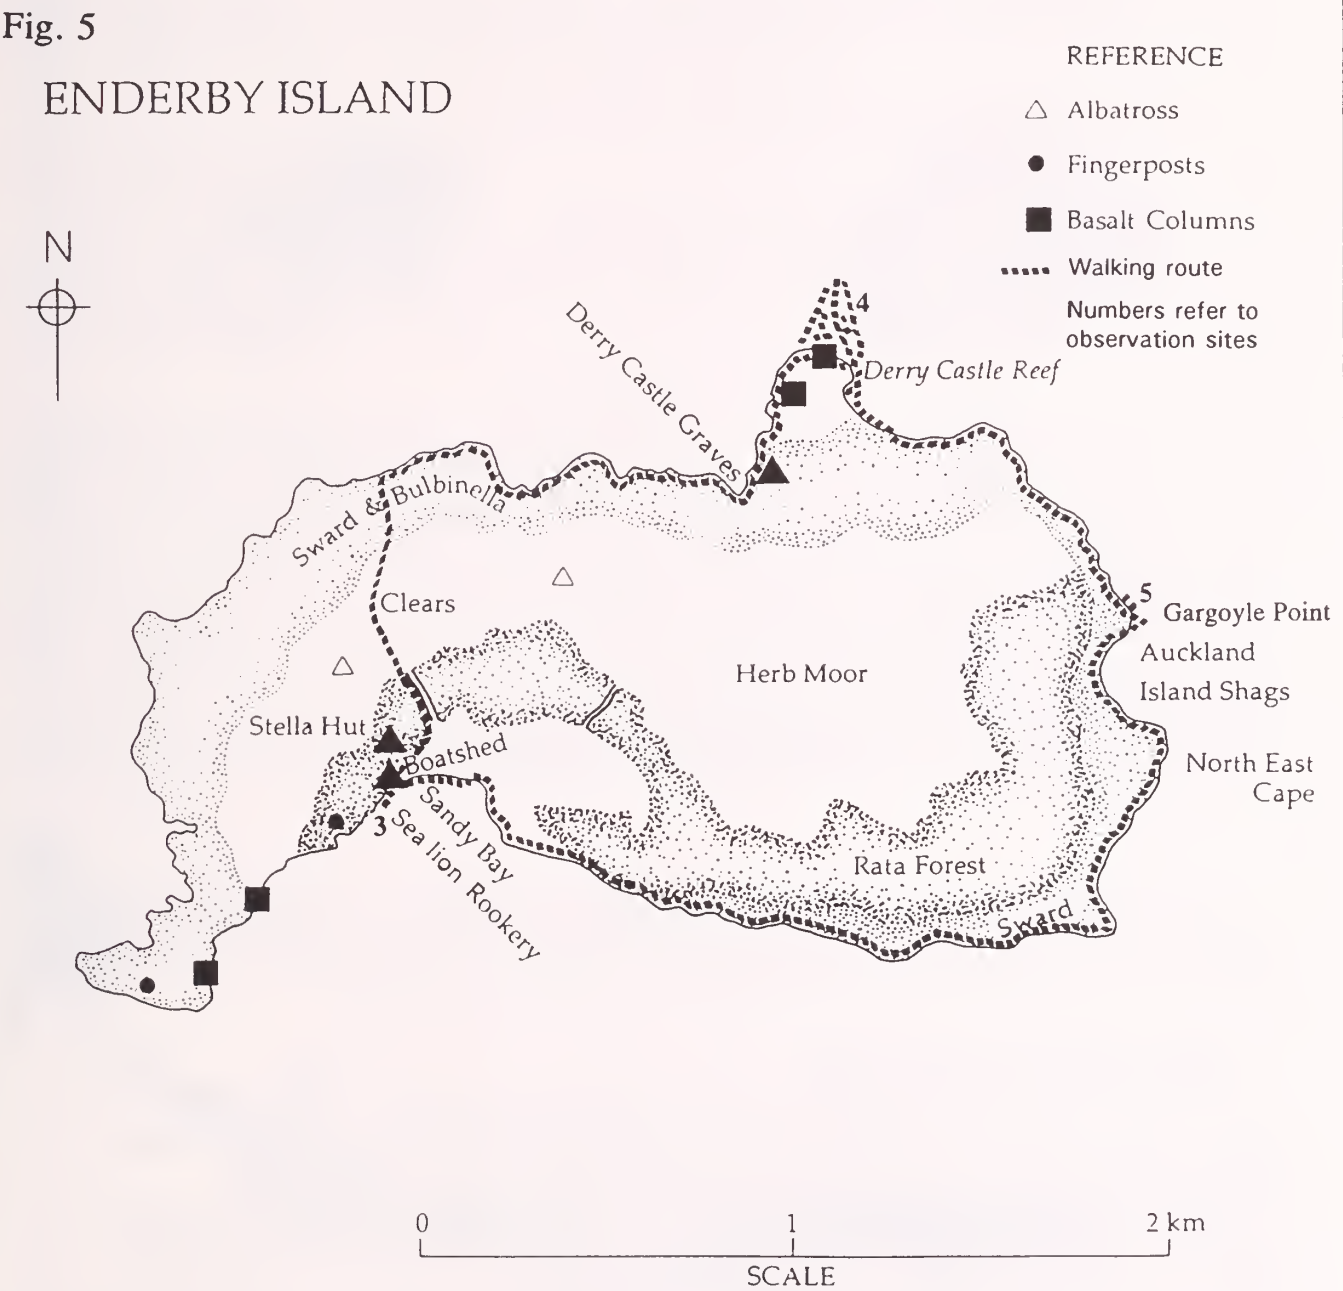 Fig. 5
ENDERBY ISLAND
REFERENCE
Albatross
Fingerposts
Basalt Columns
Walking route
Numbers refer to
observation sites
N
4
Derry Castle Reef
Derry Castle Graves
Sward & Bulbinella
Clears
5
Gargoyle Point
Auckland
Island Shags
Herb Moor
Stella Hut
Boatshed
North East
Cape
3
Sandy Bay
Sea lion Rookery
Rata Forest
Sward
0 1 2 km
SCALE